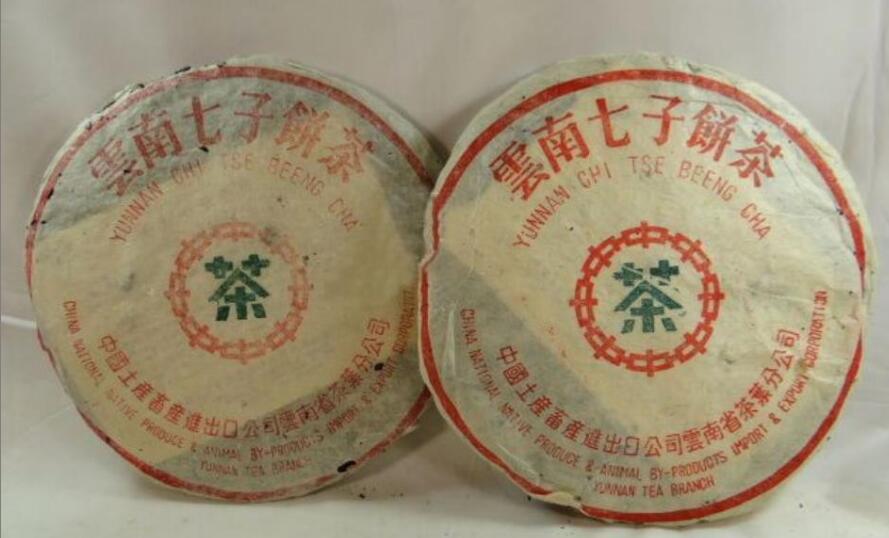 雲南七子餅茶
YUNNAN CHI TSE BEENG CHA
茶
中國土產畜產進出口公司雲南省茶葉分公司
CHINA NATIONAL NATIVE PRODUCE & ANIMAL BY-PRODUCTS IMPORT & EXPORT CORPORATION
YUNNAN TEA BRANCH
雲南七子餅茶
YUNNAN CHI TSE BEENG CHA
茶
中國土產畜產進出口公司雲南省茶葉分公司
CHINA NATIONAL NATIVE PRODUCE & ANIMAL BY-PRODUCTS IMPORT & EXPORT CORPORATION
YUNNAN TEA BRANCH